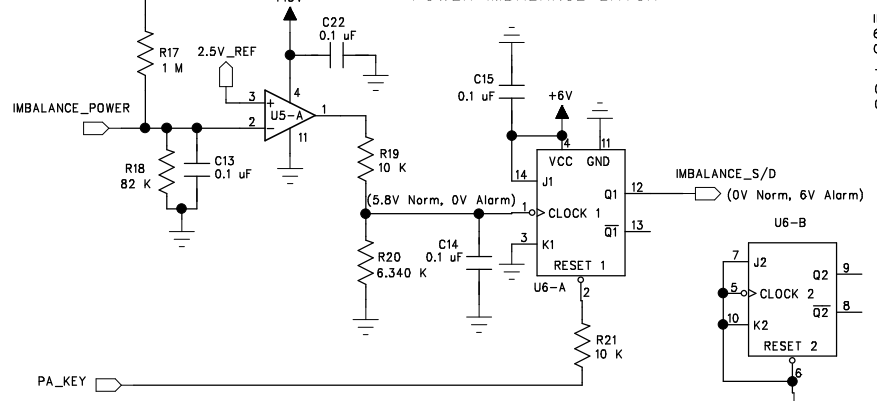 C22
0.1 uF
R17
1 M
2.5V_REF
C15
0.1 uF
+6V
3
+
4
U5-A
1
IMBALANCE_POWER
2
-
11
R18
82 K
C13
0.1 uF
R19
10 K
4
11
VCC
GND
14
J1
IMBALANCE_S/D
Q1
12
(0V Norm, 6V Alarm)
(5.8V Norm, 0V Alarm)
1
CLOCK 1
Q1
13
U6-B
3
K1
C14
0.1 uF
R20
6.340 K
RESET 1
U6-A
2
7
J2
Q2
9
5
CLOCK 2
Q2
8
10
K2
RESET 2
6
R21
10 K
PA_KEY